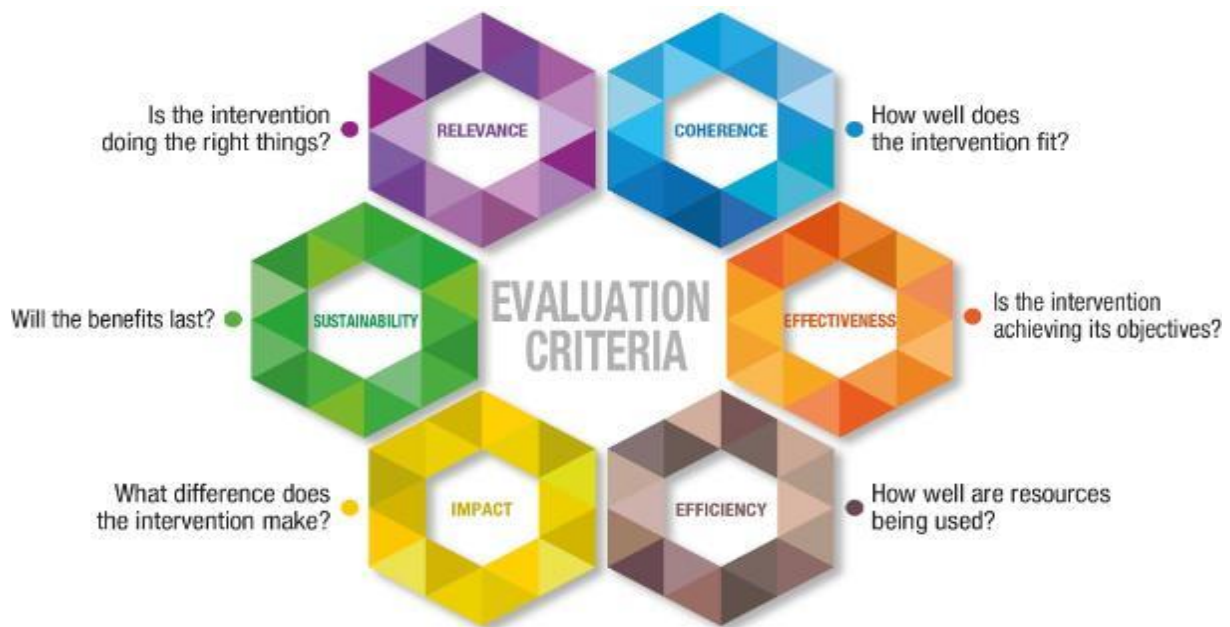 Is the intervention
doing the right things?
RELEVANCE
COHERENCE
How well does
the intervention fit?
Will the benefits last?
SUSTAINABILITY
EVALUATION
CRITERIA
EFFECTIVENESS
Is the intervention
achieving its objectives?
What difference does
the intervention make?
IMPACT
EFFICIENCY
How well are resources
being used?